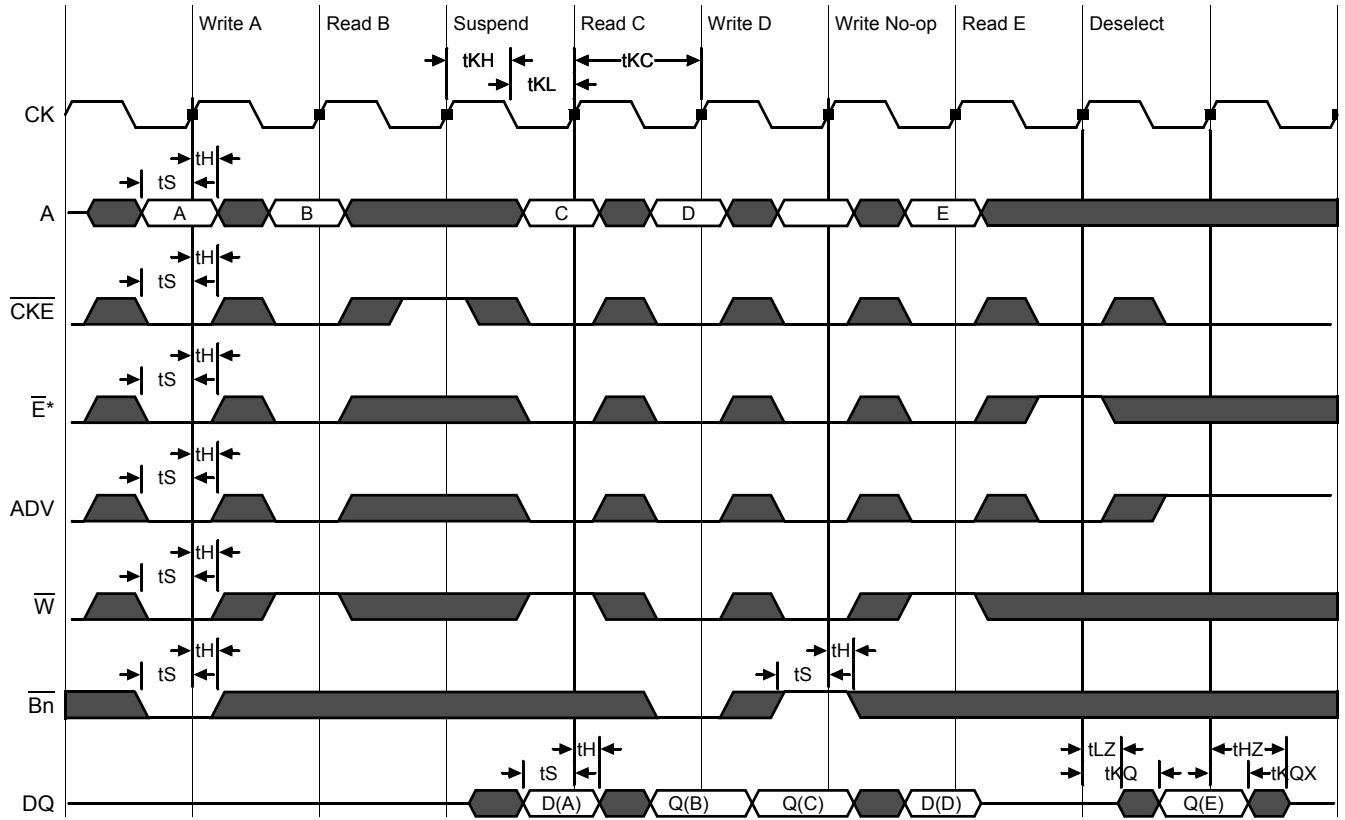 Write A Read B Suspend Read C Write D Write No-op Read E Deselect
tKH tKC
tKL
CK
tH
tS
A A B C D E
tH
tS
CKE
tH
tS
E*
tH
tS
ADV
tH
tS
W
tH tH
tS tS
Bn
tH tLZ tHZ
tS tKQ tKQX
DQ D(A) Q(B) Q(C) D(D) Q(E)